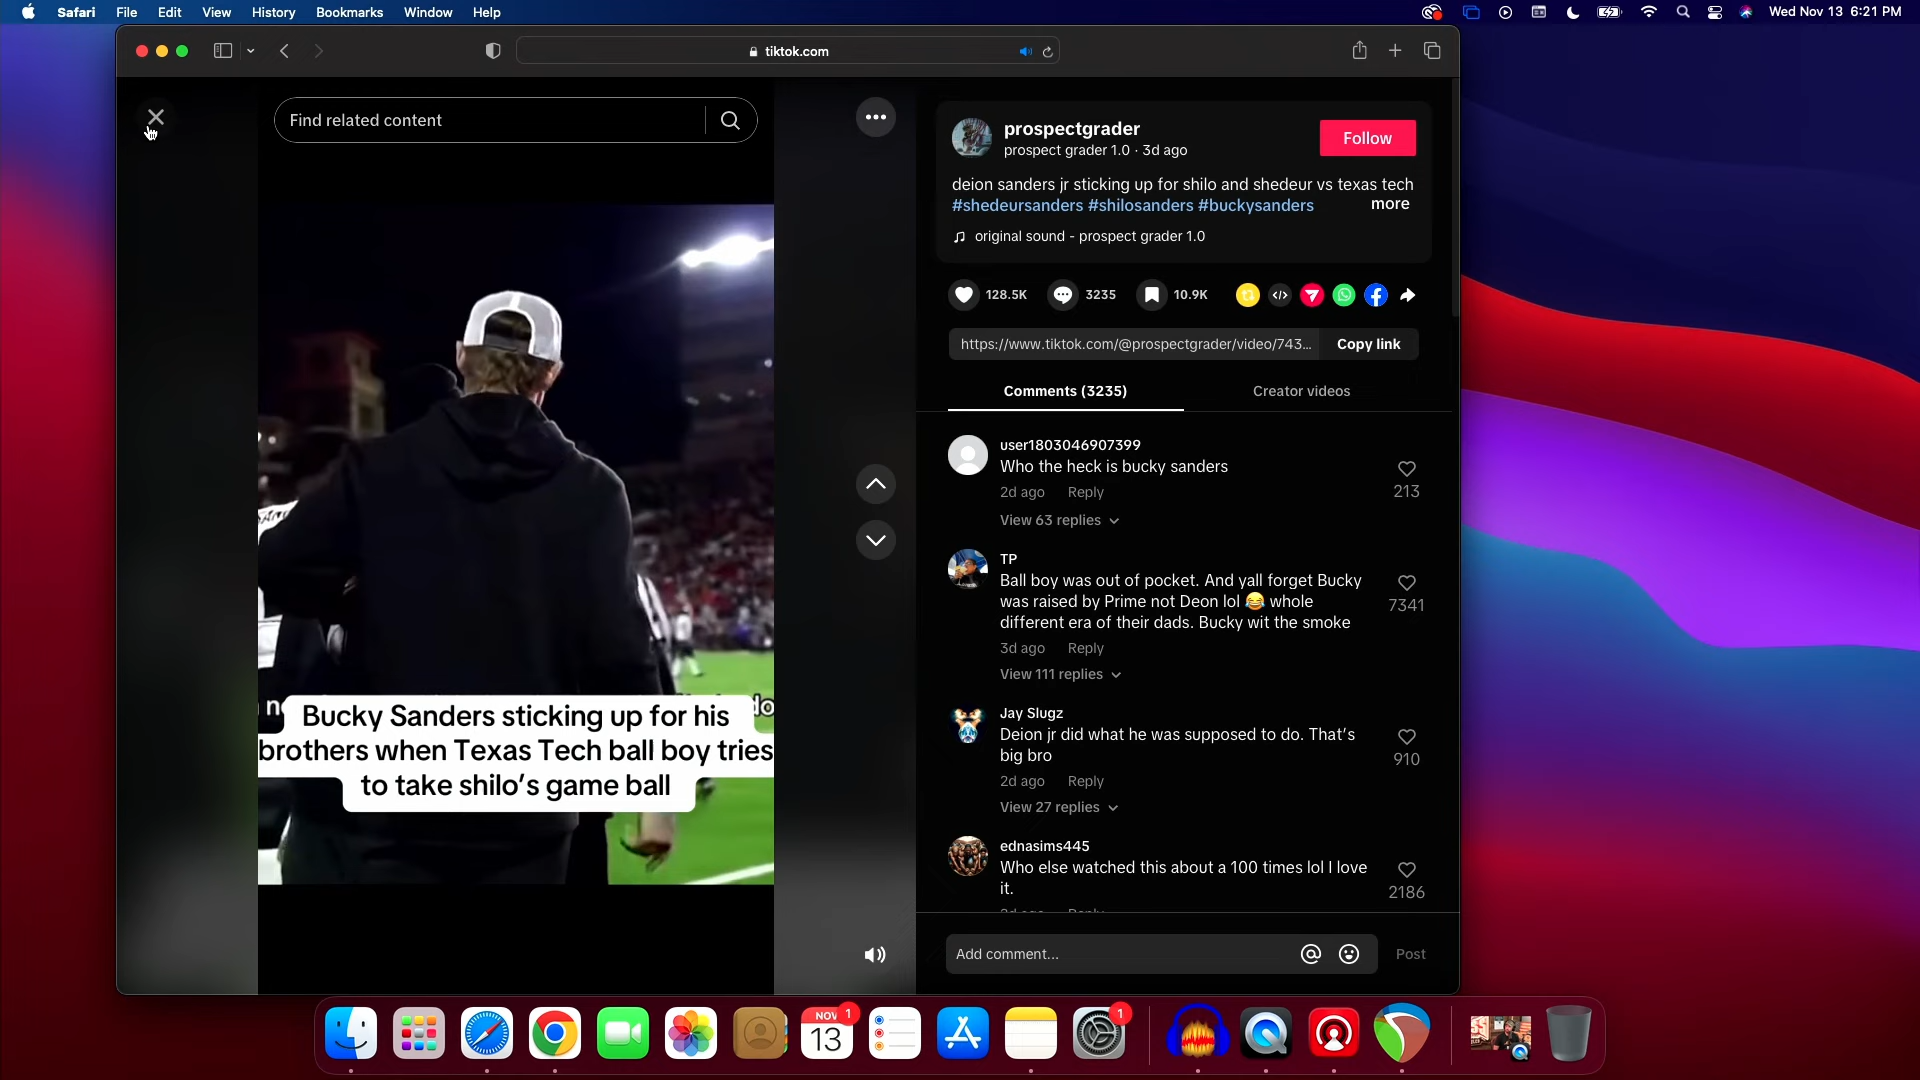 Safari File Edit View History Bookmarks Window Help
Wed Nov 13 6:21 PM
tiktok.com
Find related content
prospectgrader
prospect grader 1.0 · 3d ago
Follow
deion sanders jr sticking up for shilo and shedeur vs texas tech
#shedeursanders #shilosanders #buckysanders more
original sound - prospect grader 1.0
128.5K 3235 10.9K
https://www.tiktok.com/@prospectgrader/video/743... Copy link
Comments (3235) Creator videos
user1803046907399
Who the heck is bucky sanders
213
2d ago Reply
View 63 replies
TP
Ball boy was out of pocket. And yall forget Bucky
was raised by Prime not Deon lol 😂 whole
different era of their dads. Bucky wit the smoke
7341
3d ago Reply
View 111 replies
Jay Slugz
Deion jr did what he was supposed to do. That's
big bro
910
2d ago Reply
View 27 replies
ednasims445
Who else watched this about a 100 times lol I love
it.
2186
Add comment... Post
Bucky Sanders sticking up for his
brothers when Texas Tech ball boy tries
to take shilo's game ball
NOV 1
13
1